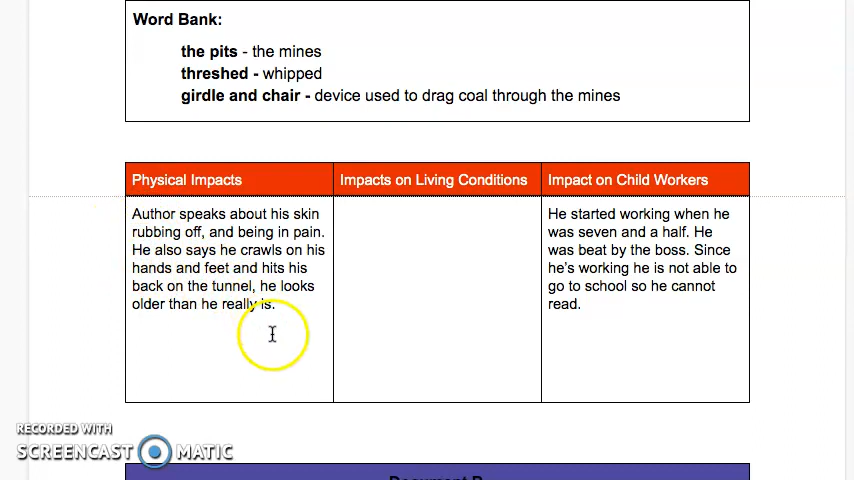 Word Bank:
the pits - the mines
threshed - whipped
girdle and chair - device used to drag coal through the mines
Physical Impacts
Impacts on Living Conditions
Impact on Child Workers
Author speaks about his skin
rubbing off, and being in pain.
He also says he crawls on his
hands and feet and hits his
back on the tunnel, he looks
older than he really is.
He started working when he
was seven and a half. He
was beat by the boss. Since
he's working he is not able to
go to school so he cannot
read.
RECORDED WITH
SCREENCAST MATIC